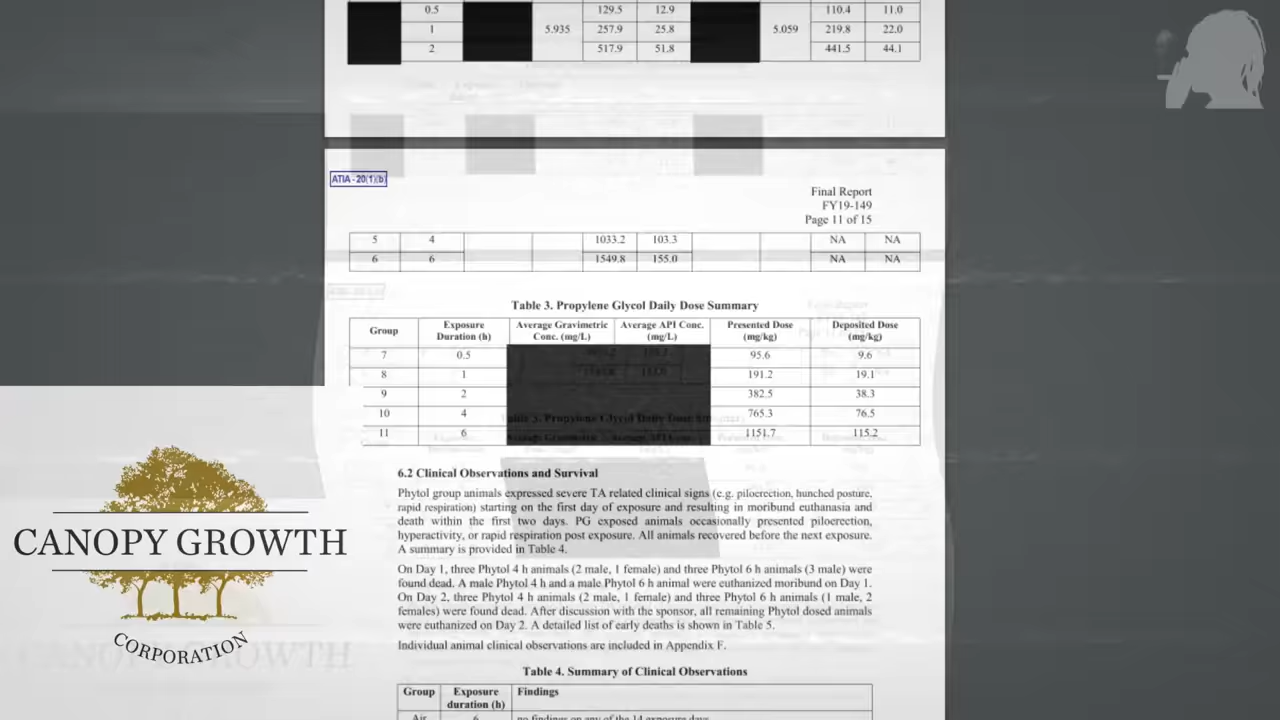 0.5 129.5 12.9 110.4 11.0
1 5.935 257.9 25.8 5.059 219.8 22.0
2 517.9 51.8 441.5 44.1
ATIA - 20(1)(b)
Final Report
FY19-149
Page 11 of 15
5 4 1033.2 103.3 NA NA
6 6 1549.8 155.0 NA NA
Table 3. Propylene Glycol Daily Dose Summary
Group Exposure Duration (h) Average Gravimetric Conc. (mg/L) Average API Conc. (mg/L) Presented Dose (mg/kg) Deposited Dose (mg/kg)
7 0.5 95.6 9.6
8 1 191.2 19.1
9 2 382.5 38.3
10 4 765.3 76.5
11 6 1151.7 115.2
6.2 Clinical Observations and Survival
Phytol group animals expressed severe TA related clinical signs (e.g. piloerection, hunched posture,
rapid respiration) starting on the first day of exposure and resulting in moribund euthanasia and
death within the first two days. PG exposed animals occasionally presented piloerection,
hyperactivity, or rapid respiration post exposure. All animals recovered before the next exposure.
A summary is provided in Table 4.
On Day 1, three Phytol 4 h animals (2 male, 1 female) and three Phytol 6 h animals (3 male) were
found dead. A male Phytol 4 h and a male Phytol 6 h animal were euthanized moribund on Day 1.
On Day 2, three Phytol 4 h animals (2 male, 1 female) and three Phytol 6 h animals (1 male, 2
females) were found dead. After discussion with the sponsor, all remaining Phytol dosed animals
were euthanized on Day 2. A detailed list of early deaths is shown in Table 5.
Individual animal clinical observations are included in Appendix F.
Table 4. Summary of Clinical Observations
Group Exposure duration (h) Findings
Air 6 no findings on any of the 14 exposure days
CANOPY GROWTH
CORPORATION